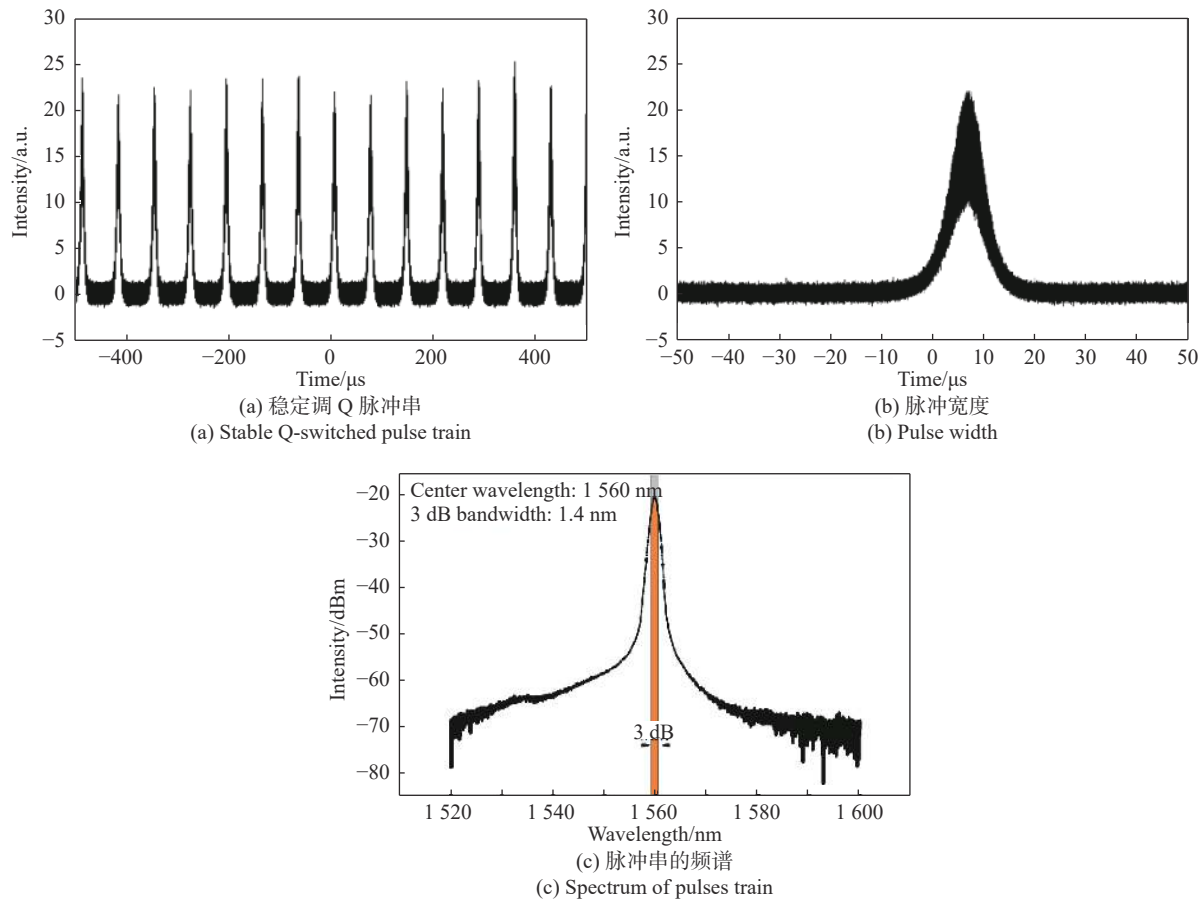 30
25
20
15
10
5
0
−5
Intensity/a.u.
−400
−200
0
200
400
Time/μs
(a) 稳定调 Q 脉冲串
(a) Stable Q-switched pulse train
30
25
20
15
10
5
0
−5
Intensity/a.u.
−50
−40
−30
−20
−10
0
10
20
30
40
50
Time/μs
(b) 脉冲宽度
(b) Pulse width
Center wavelength: 1 560 nm
3 dB bandwidth: 1.4 nm
−20
−30
−40
−50
−60
−70
−80
Intensity/dBm
3 dB
1 520
1 540
1 560
1 580
1 600
Wavelength/nm
(c) 脉冲串的频谱
(c) Spectrum of pulses train